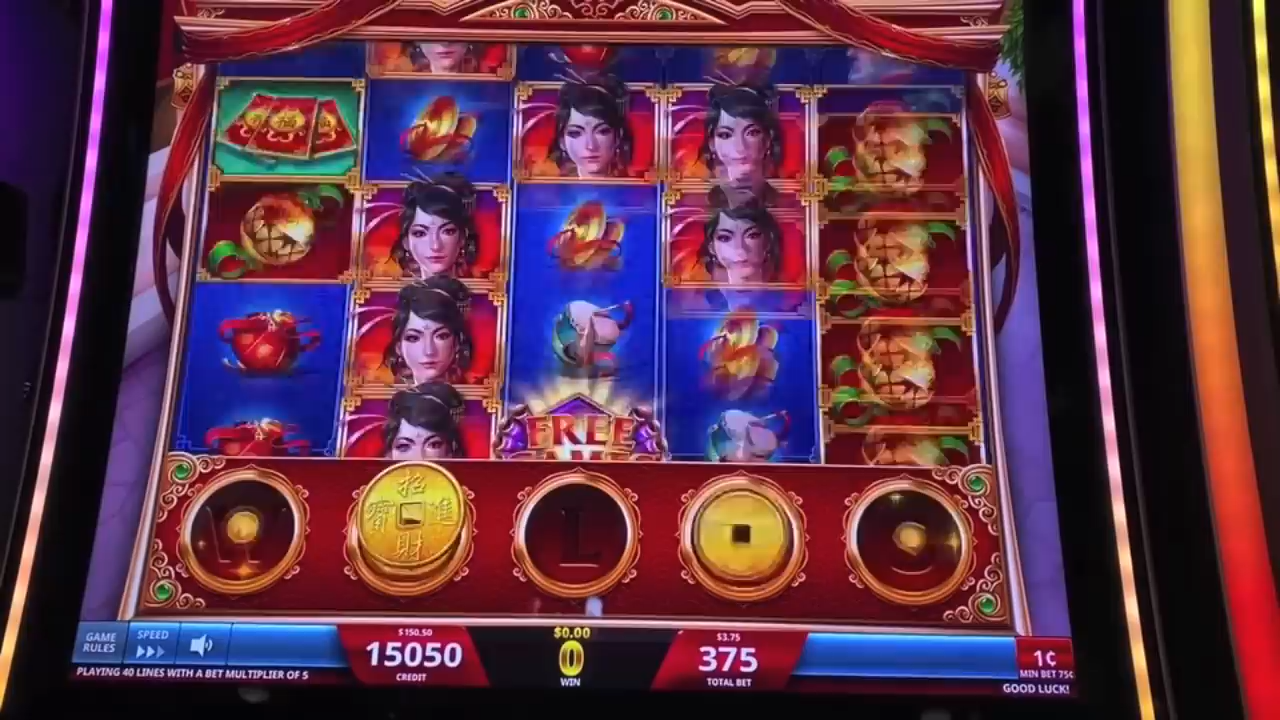 FREE
招
寶 進
財
L
GAME
RULES
SPEED
$150.50
15050
CREDIT
$0.00
0
WIN
$3.75
375
TOTAL BET
1¢
MIN BET 75¢
PLAYING 40 LINES WITH A BET MULTIPLIER OF 5
GOOD LUCK!